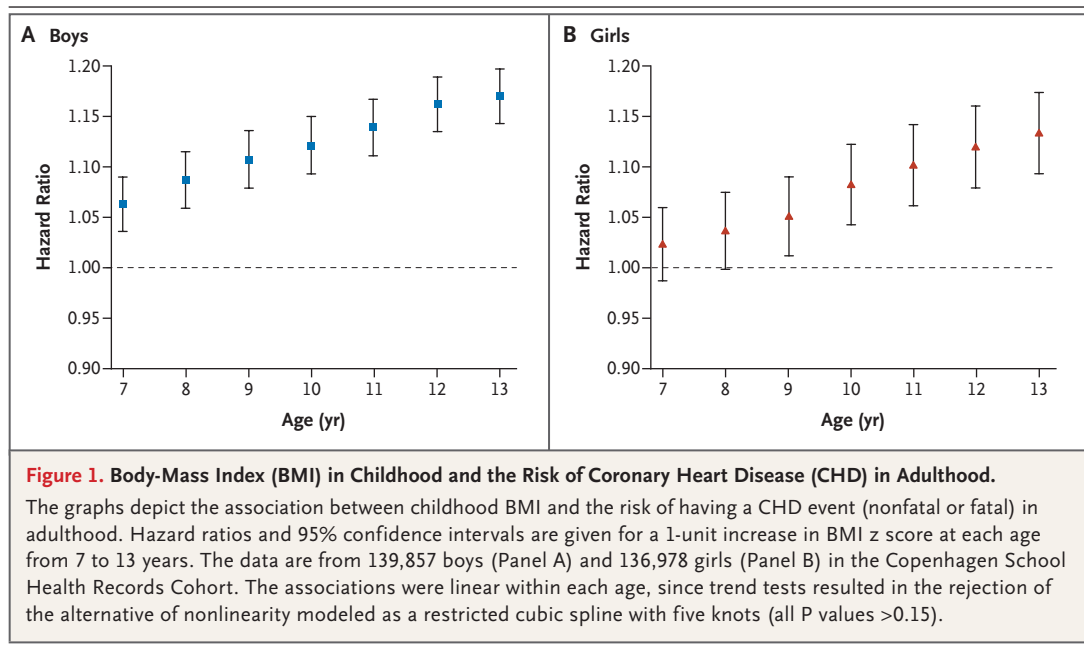 A Boys
1.20
1.15
1.10
1.05
1.00
0.95
0.90
Hazard Ratio
7 8 9 10 11 12 13
Age (yr)
B Girls
1.20
1.15
1.10
1.05
1.00
0.95
0.90
Hazard Ratio
7 8 9 10 11 12 13
Age (yr)
Figure 1. Body-Mass Index (BMI) in Childhood and the Risk of Coronary Heart Disease (CHD) in Adulthood.
The graphs depict the association between childhood BMI and the risk of having a CHD event (nonfatal or fatal) in
adulthood. Hazard ratios and 95% confidence intervals are given for a 1-unit increase in BMI z score at each age
from 7 to 13 years. The data are from 139,857 boys (Panel A) and 136,978 girls (Panel B) in the Copenhagen School
Health Records Cohort. The associations were linear within each age, since trend tests resulted in the rejection of
the alternative of nonlinearity modeled as a restricted cubic spline with five knots (all P values >0.15).